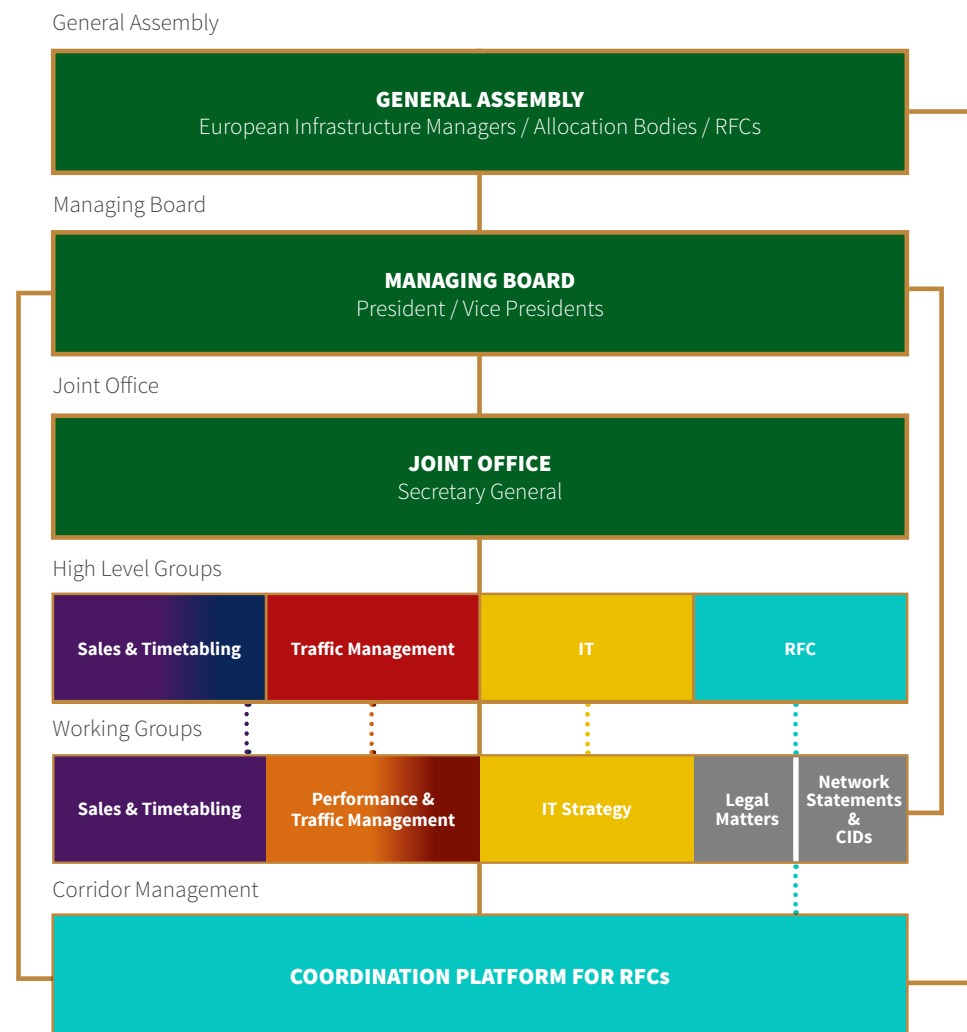 General Assembly
GENERAL ASSEMBLY
European Infrastructure Managers / Allocation Bodies / RFCs
Managing Board
MANAGING BOARD
President / Vice Presidents
Joint Office
JOINT OFFICE
Secretary General
High Level Groups
Sales & Timetabling
Traffic Management
IT
RFC
Working Groups
Sales & Timetabling
Performance &
Traffic Management
IT Strategy
Legal
Matters
Network
Statements
&
CIDs
Corridor Management
COORDINATION PLATFORM FOR RFCs